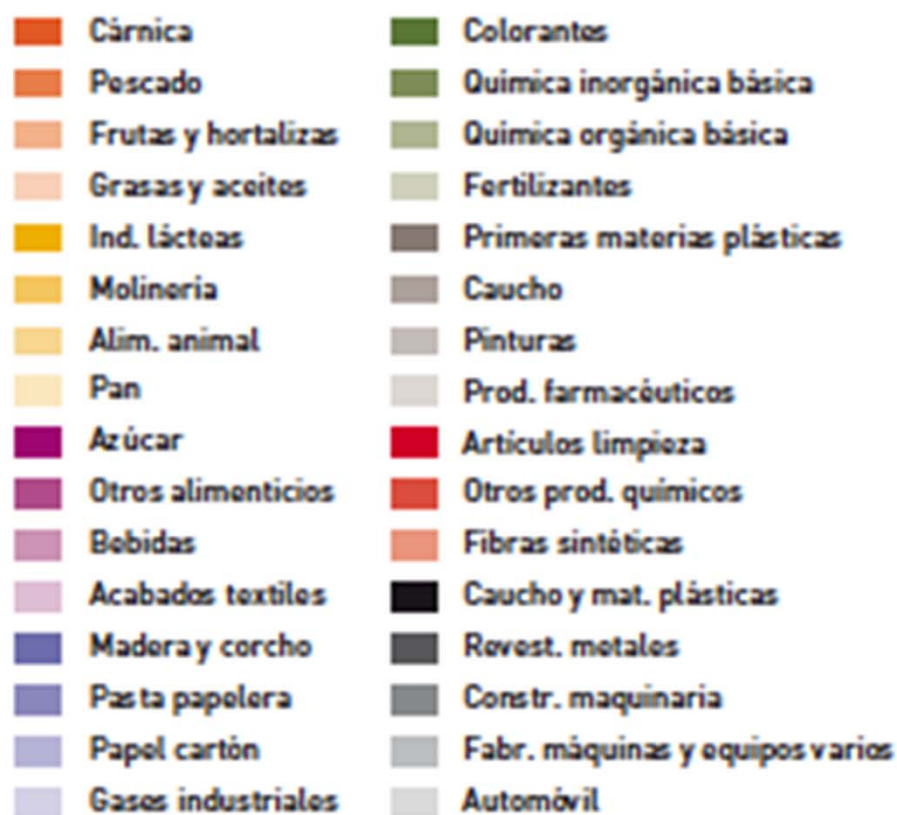 Cárnica
Pescado
Frutas y hortalizas
Grasas y aceites
Ind. lácteas
Molinería
Alim. animal
Pan
Azúcar
Otros alimenticios
Bebidas
Acabados textiles
Madera y corcho
Pasta papelera
Papel cartón
Gases industriales
Colorantes
Química inorgánica básica
Química orgánica básica
Fertilizantes
Primeras materias plásticas
Caucho
Pinturas
Prod. farmacéuticos
Artículos limpieza
Otros prod. químicos
Fibras sintéticas
Caucho y mat. plásticas
Revest. metales
Constr. maquinaria
Fabr. máquinas y equipos varios
Automóvil